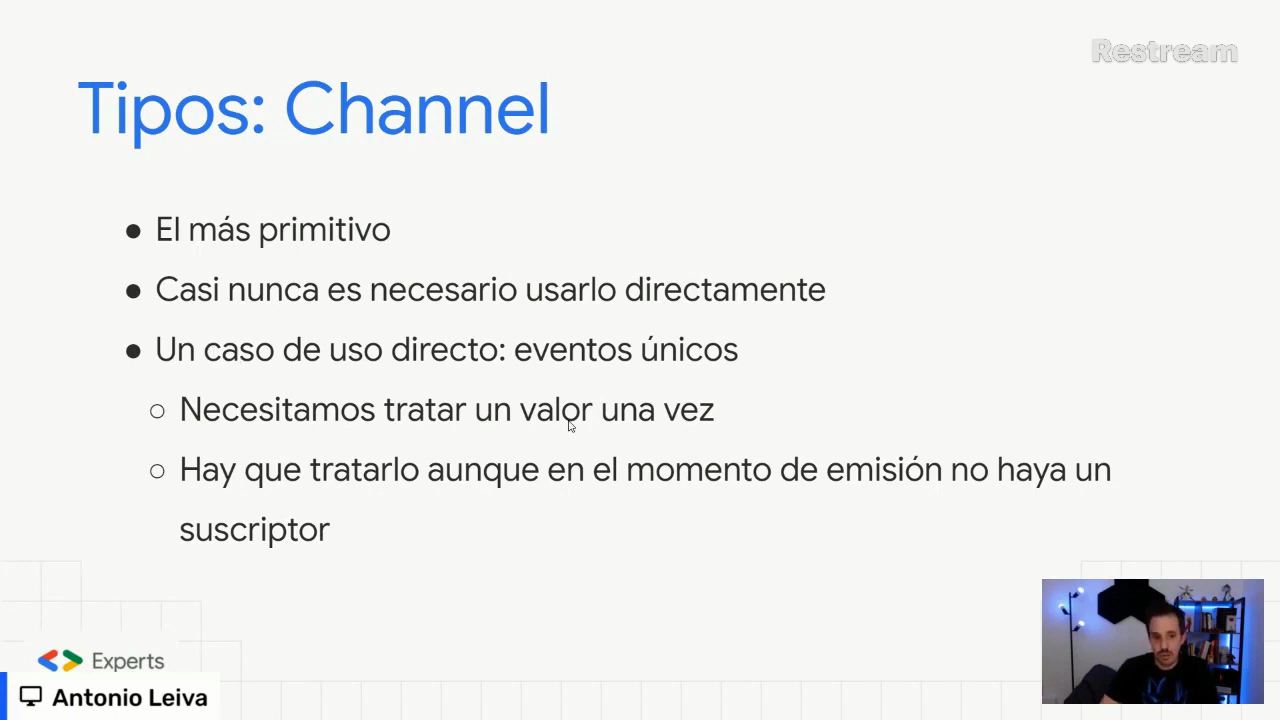 Restream
Tipos: Channel
● El más primitivo
● Casi nunca es necesario usarlo directamente
● Un caso de uso directo: eventos únicos
○ Necesitamos tratar un valor una vez
○ Hay que tratarlo aunque en el momento de emisión no haya un
suscriptor
Experts
Antonio Leiva